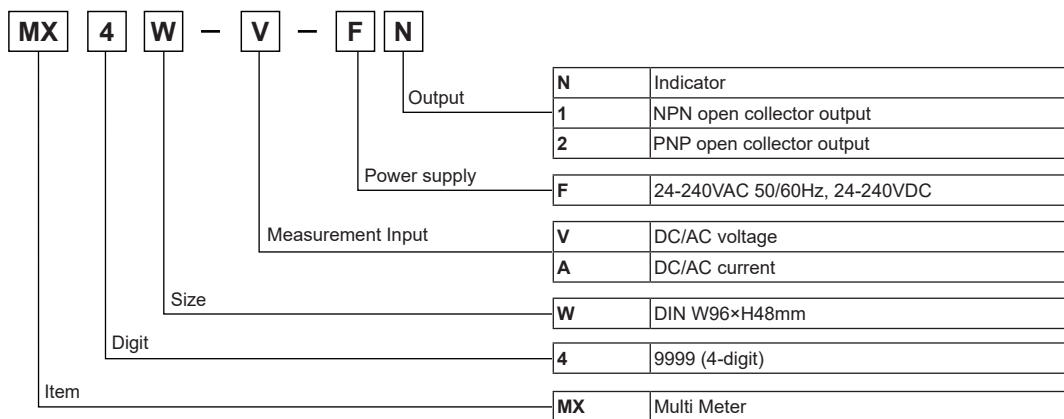 MX 4 W – V – F N
Output
N Indicator
1 NPN open collector output
2 PNP open collector output
Power supply
F 24-240VAC 50/60Hz, 24-240VDC
Measurement Input
V DC/AC voltage
A DC/AC current
Size
W DIN W96×H48mm
Digit
4 9999 (4-digit)
Item
MX Multi Meter